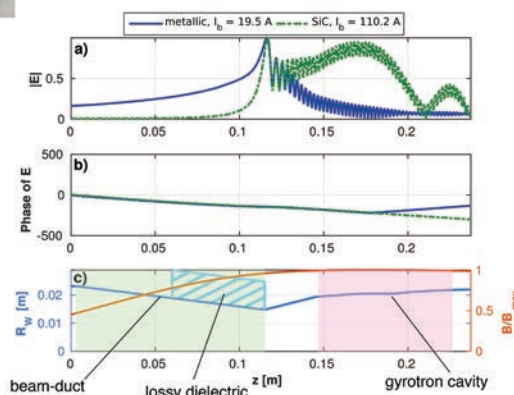 metallic, I_b = 19.5 A   SiC, I_b = 110.2 A
a)
|E|
0.5
0
0 0.05 0.1 0.15 0.2
b)
Phase of E
500
0
-500
0 0.05 0.1 0.15 0.2
c)
R_W [m]
0.02
0.01
0
1
0.5
0
B/B
0 0.05 0.1 0.15 0.2
z [m]
beam-duct
lossy dielectric
gyrotron cavity